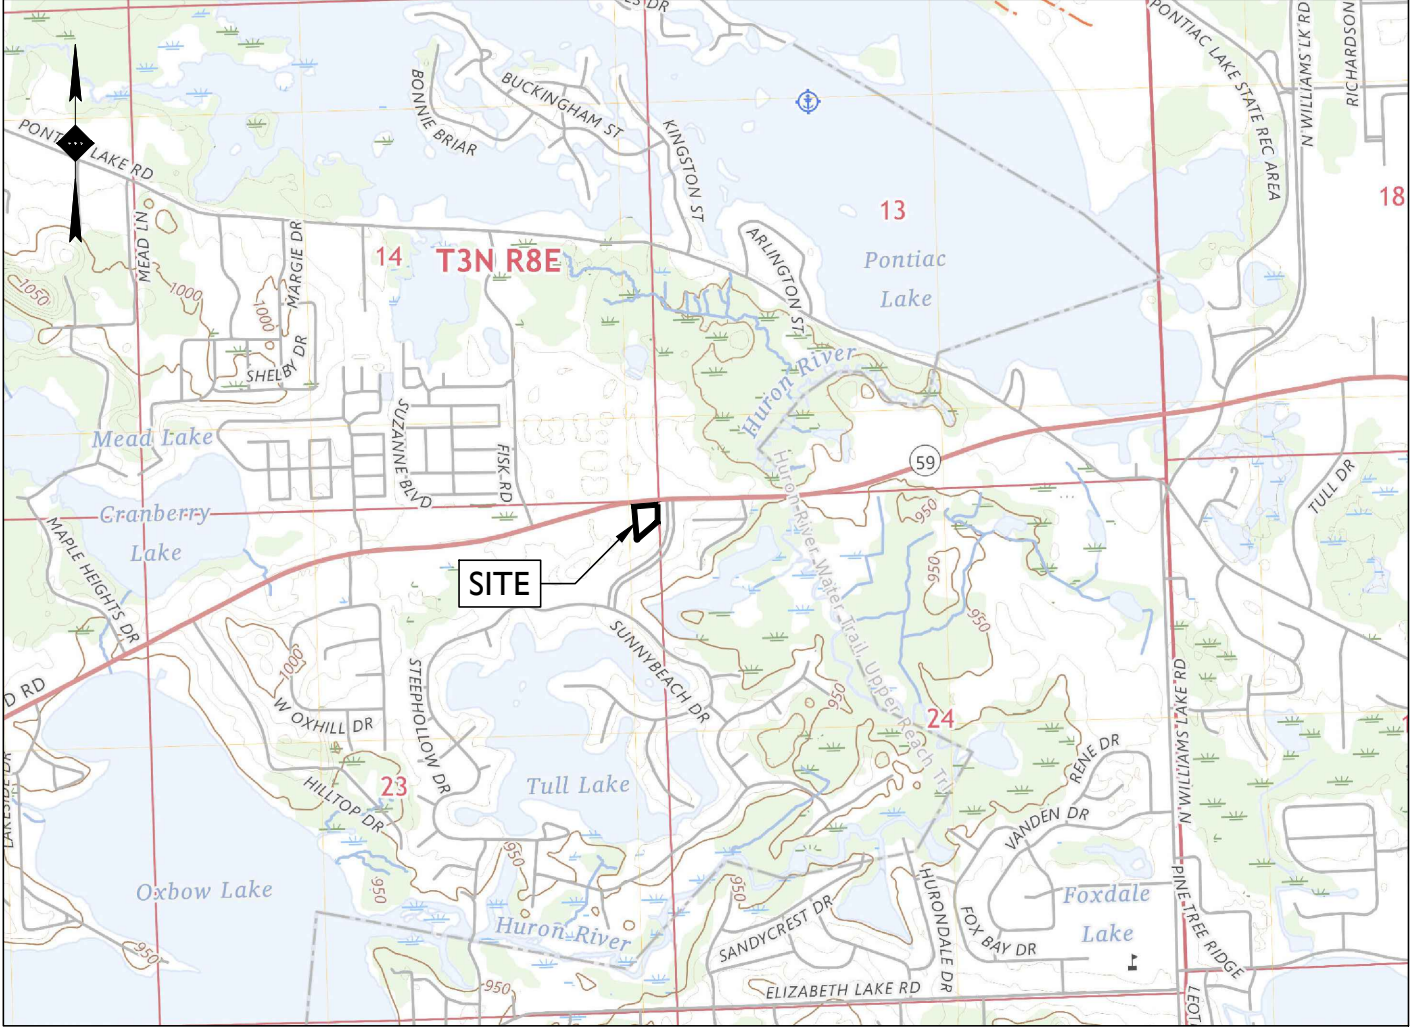 PONTIAC LAKE STATE REC AREA
N WILLIAMS LK RD
RICHARDSON
BONNIE BRIAR
BUCKINGHAM ST
KINGSTON ST
LAKE RD
MEAD LN
MARGIE DR
14
T3N R8E
13
18
Pontiac
Lake
ARLINGTON ST
1050
1000
1000
SHELBY DR
Huron River
Mead Lake
SUZANNE BLVD
FISK RD
59
TULL DR
Cranberry
Lake
950
MAPLE HEIGHTS DR
SITE
Huron River Water Trail, Upper Reach Trl
950
950
SUNNYBEACH DR
1000
STEEPHOLLOW DR
N WILLIAMS LAKE RD
D RD
W OXHILL DR
950
24
RENE DR
LAKESIDE DR
23
HILLTOP DR
Tull Lake
VANDEN DR
950
Oxbow Lake
950
950
Huron River
SANDYCREST DR
HURONDALE DR
FOX BAY DR
Foxdale
Lake
PINE TREE RIDGE
950
950
ELIZABETH LAKE RD
LEOT